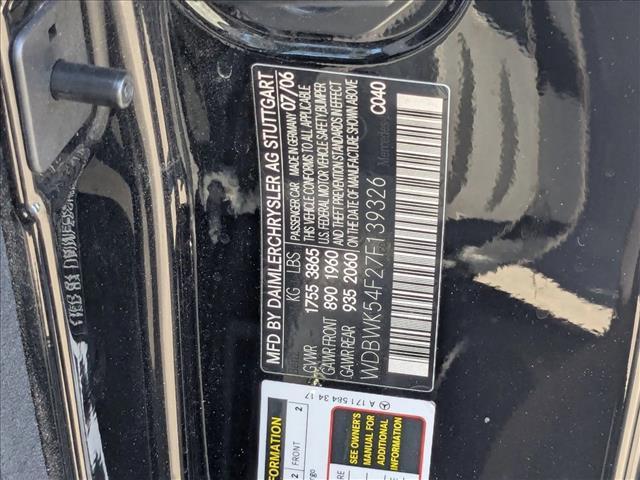 MFD BY DAIMLERCHRYSLER AG STUTTGART
KG LBS PASSENGER CAR MADE IN GERMANY 07/06
GVWR 1755 3865 THIS VEHICLE CONFORMS TO ALL APPLICABLE
GAWR FRONT 890 1960 U.S. FEDERAL MOTOR VEHICLE SAFETY, BUMPER,
GAWR REAR 935 2060 AND THEFT PREVENTION STANDARDS IN EFFECT
ON THE DATE OF MANUFACTURE SHOWN ABOVE
WDBWK54F27F139326 Mercedes C040
A 171 584 34 17
FORMATION
2 FRONT 2
SEE OWNER'S
MANUAL FOR
ADDITIONAL
INFORMATION